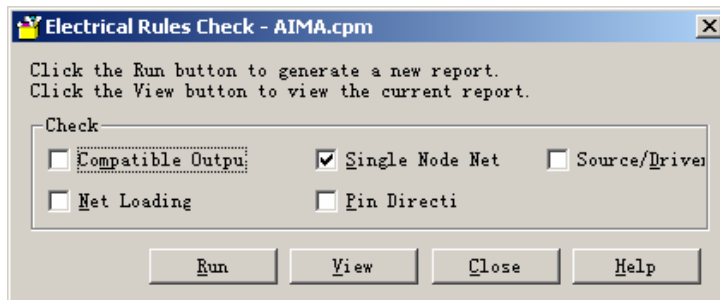 Electrical Rules Check - AIMA.cpm
Click the Run button to generate a new report.
Click the View button to view the current report.
Check
Compatible Outpu Single Node Net Source/Driver
Net Loading Pin Directi
Run View Close Help